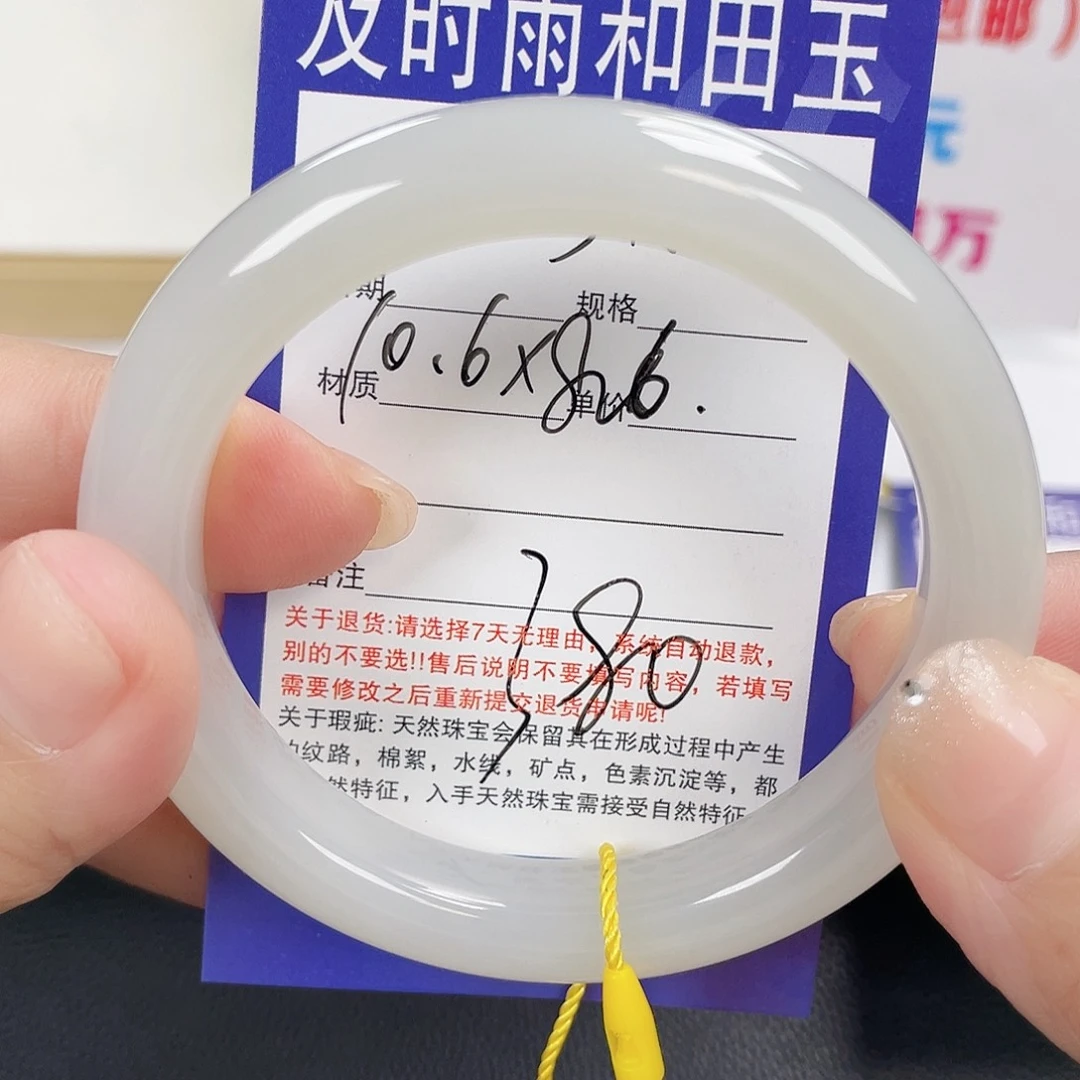 及时雨和田玉
邮）
元
万
期 规格
10.6×8.6.
材质 单价
备注
380
关于退货:请选择7天无理由，系统自动退款，
别的不要选!!售后说明不要填写内容，若填写
需要修改之后重新提交退货申请呢!
关于瑕疵: 天然珠宝会保留其在形成过程中产生
纹路，棉絮，水线，矿点，色素沉淀等，都
然特征，入手天然珠宝需接受自然特征